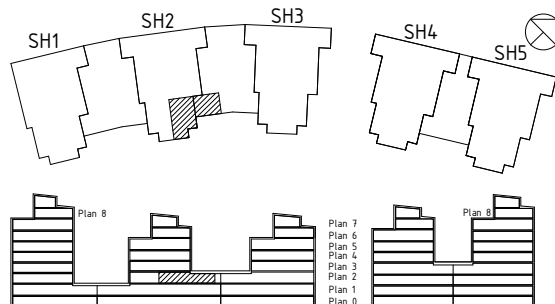 SH1
SH2
SH3
SH4
SH5
Plan 8
Plan 7
Plan 6
Plan 5
Plan 4
Plan 3
Plan 2
Plan 1
Plan 0
Plan 8